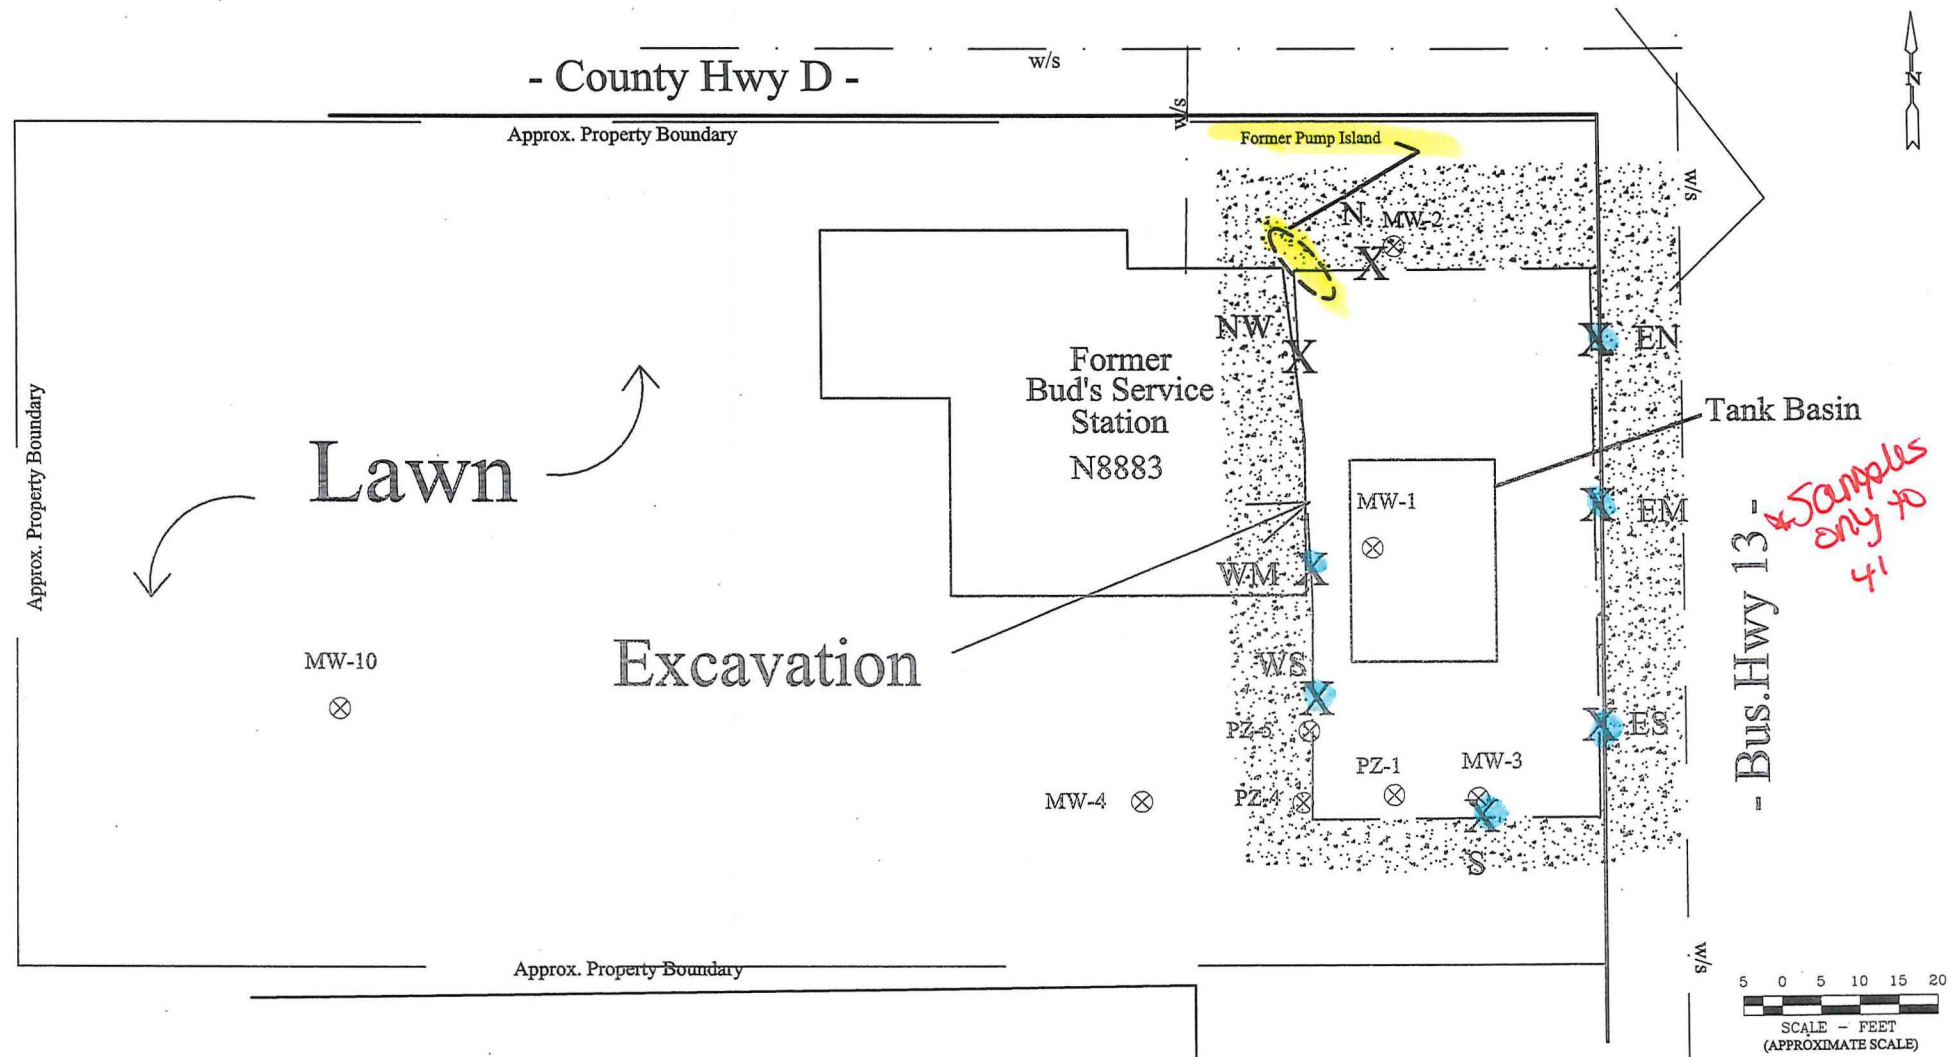 - County Hwy D -
w/s
w/s
Approx. Property Boundary
Former Pump Island
N
w/s
N
MW-2
NW
EN
Former
Bud's Service
Station
N8883
Tank Basin
Approx. Property Boundary
Lawn
MW-1
EM
*Samples
only to
4'
- Bus.Hwy 13 -
WM
Excavation
WS
MW-10
PZ-5
ES
PZ-1
MW-3
MW-4
PZ-4
S
Approx. Property Boundary
w/s
5 0 5 10 15 20
SCALE - FEET
(APPROXIMATE SCALE)
X
X
X
X
X
X
X
X
X